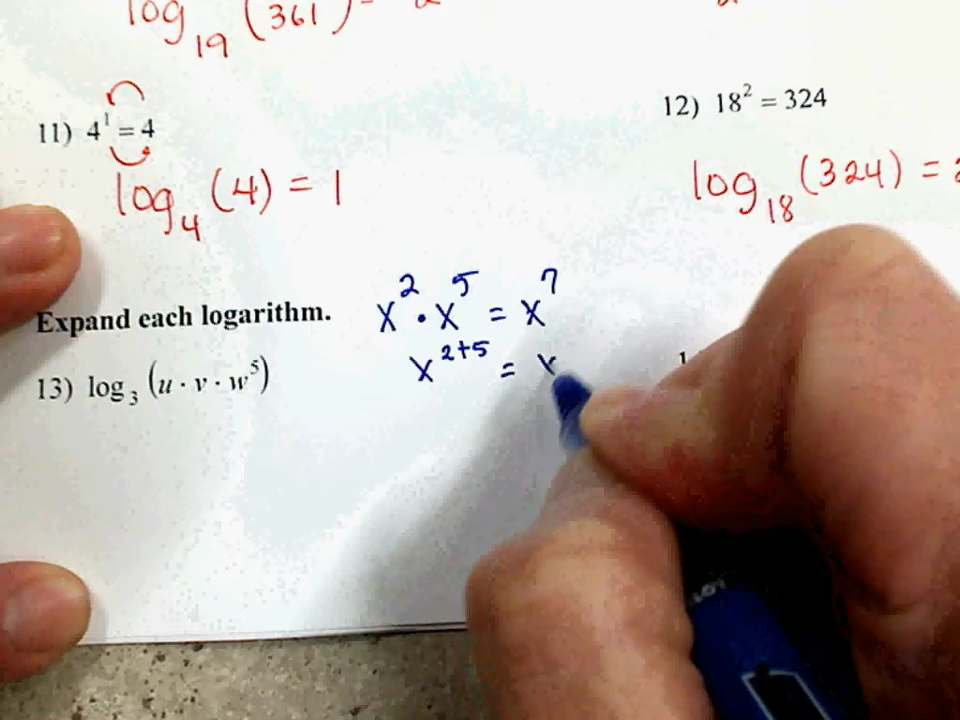 log₁₉ (361)
11) 4¹ = 4
12) 18² = 324
log₄ (4) = 1
log₁₈ (324) =
Expand each logarithm.
x² · x⁵ = x⁷
x²⁺⁵ = x
13) log₃ (u · v · w⁵)